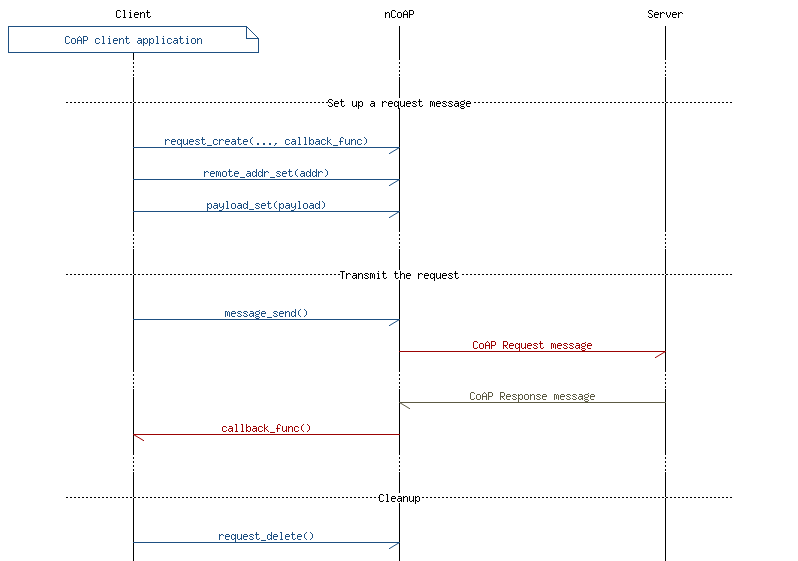 Client nCoAP Server
CoAP client application
Set up a request message
request_create(..., callback_func)
remote_addr_set(addr)
payload_set(payload)
Transmit the request
message_send()
CoAP Request message
CoAP Response message
callback_func()
Cleanup
request_delete()